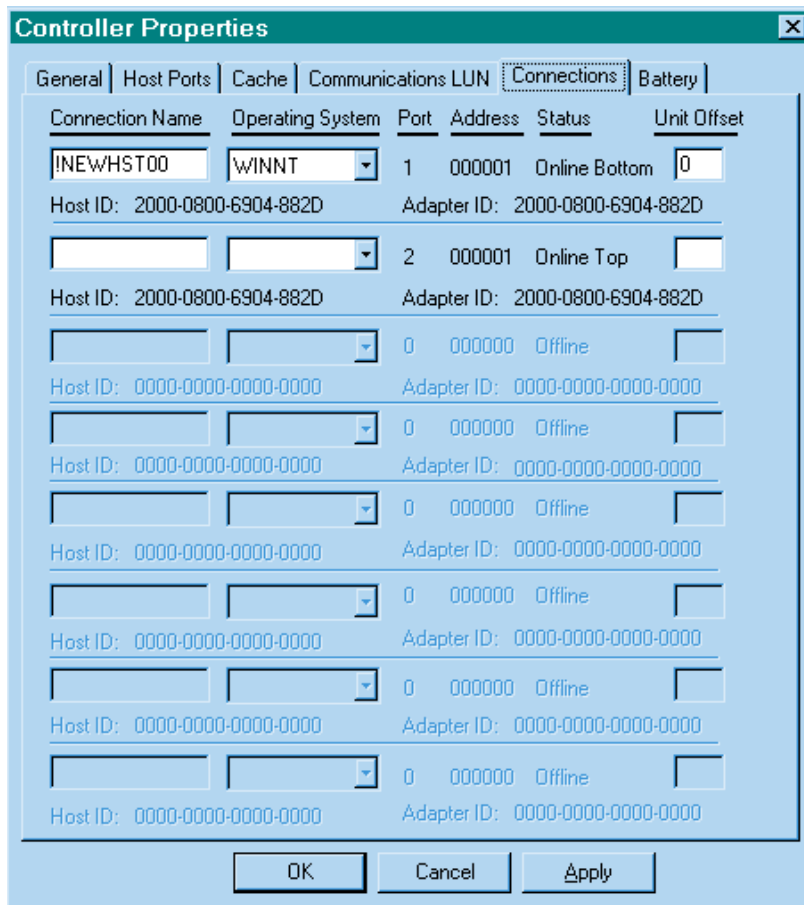 Controller Properties
General Host Ports Cache Communications LUN Connections Battery
Connection Name Operating System Port Address Status Unit Offset
!NEWHST00 WINNT 1 000001 Online Bottom 0
Host ID: 2000-0800-6904-882D Adapter ID: 2000-0800-6904-882D
2 000001 Online Top
Host ID: 2000-0800-6904-882D Adapter ID: 2000-0800-6904-882D
0 000000 Offline
Host ID: 0000-0000-0000-0000 Adapter ID: 0000-0000-0000-0000
0 000000 Offline
Host ID: 0000-0000-0000-0000 Adapter ID: 0000-0000-0000-0000
0 000000 Offline
Host ID: 0000-0000-0000-0000 Adapter ID: 0000-0000-0000-0000
0 000000 Offline
Host ID: 0000-0000-0000-0000 Adapter ID: 0000-0000-0000-0000
0 000000 Offline
Host ID: 0000-0000-0000-0000 Adapter ID: 0000-0000-0000-0000
0 000000 Offline
Host ID: 0000-0000-0000-0000 Adapter ID: 0000-0000-0000-0000
OK Cancel Apply